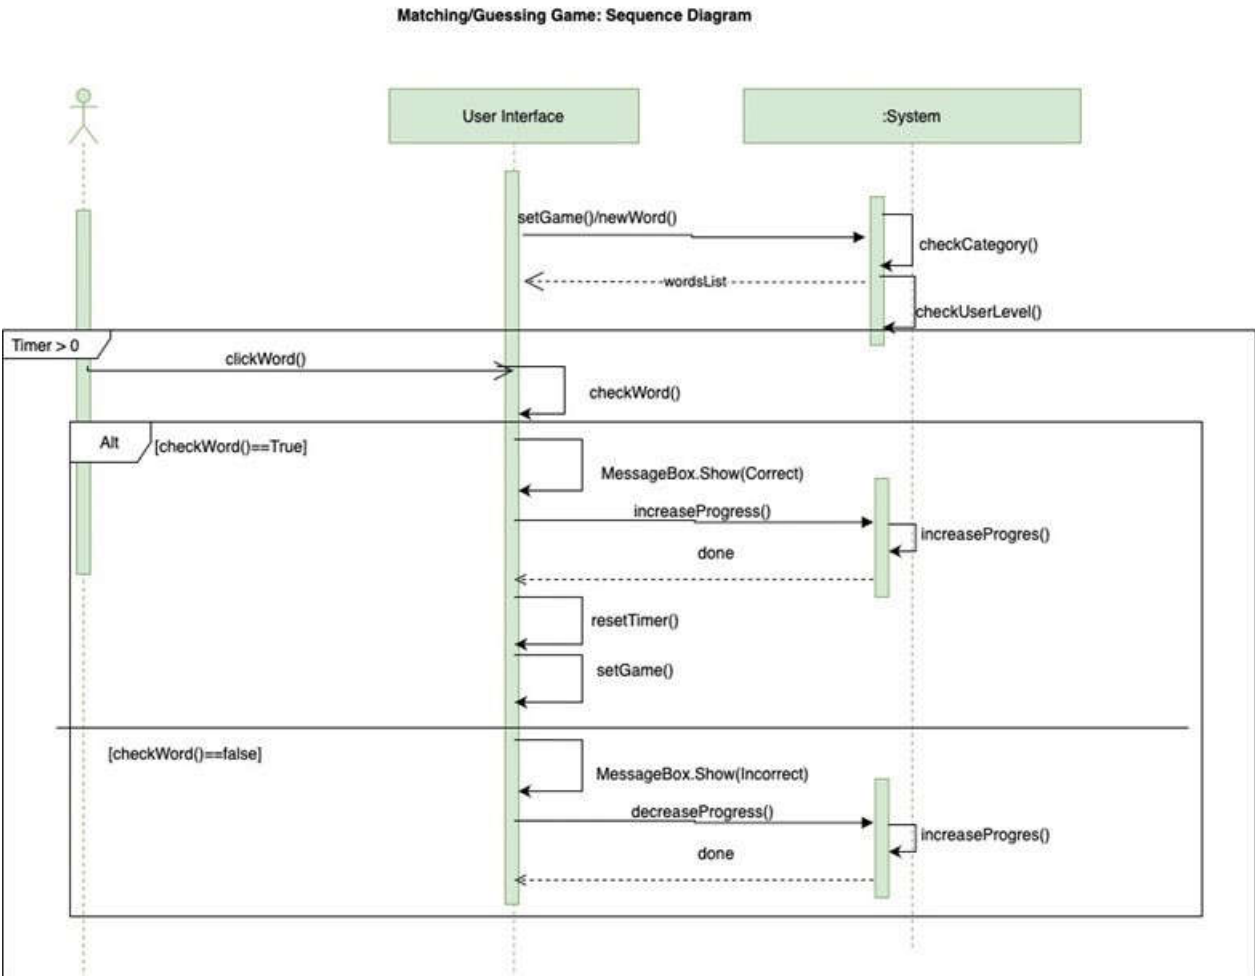 Matching/Guessing Game: Sequence Diagram
User Interface
:System
setGame()/newWord()
checkCategory()
wordsList
checkUserLevel()
Timer > 0
clickWord()
checkWord()
Alt
[checkWord()==True]
MessageBox.Show(Correct)
increaseProgress()
increaseProgres()
done
resetTimer()
setGame()
[checkWord()==false]
MessageBox.Show(Incorrect)
decreaseProgress()
increaseProgres()
done